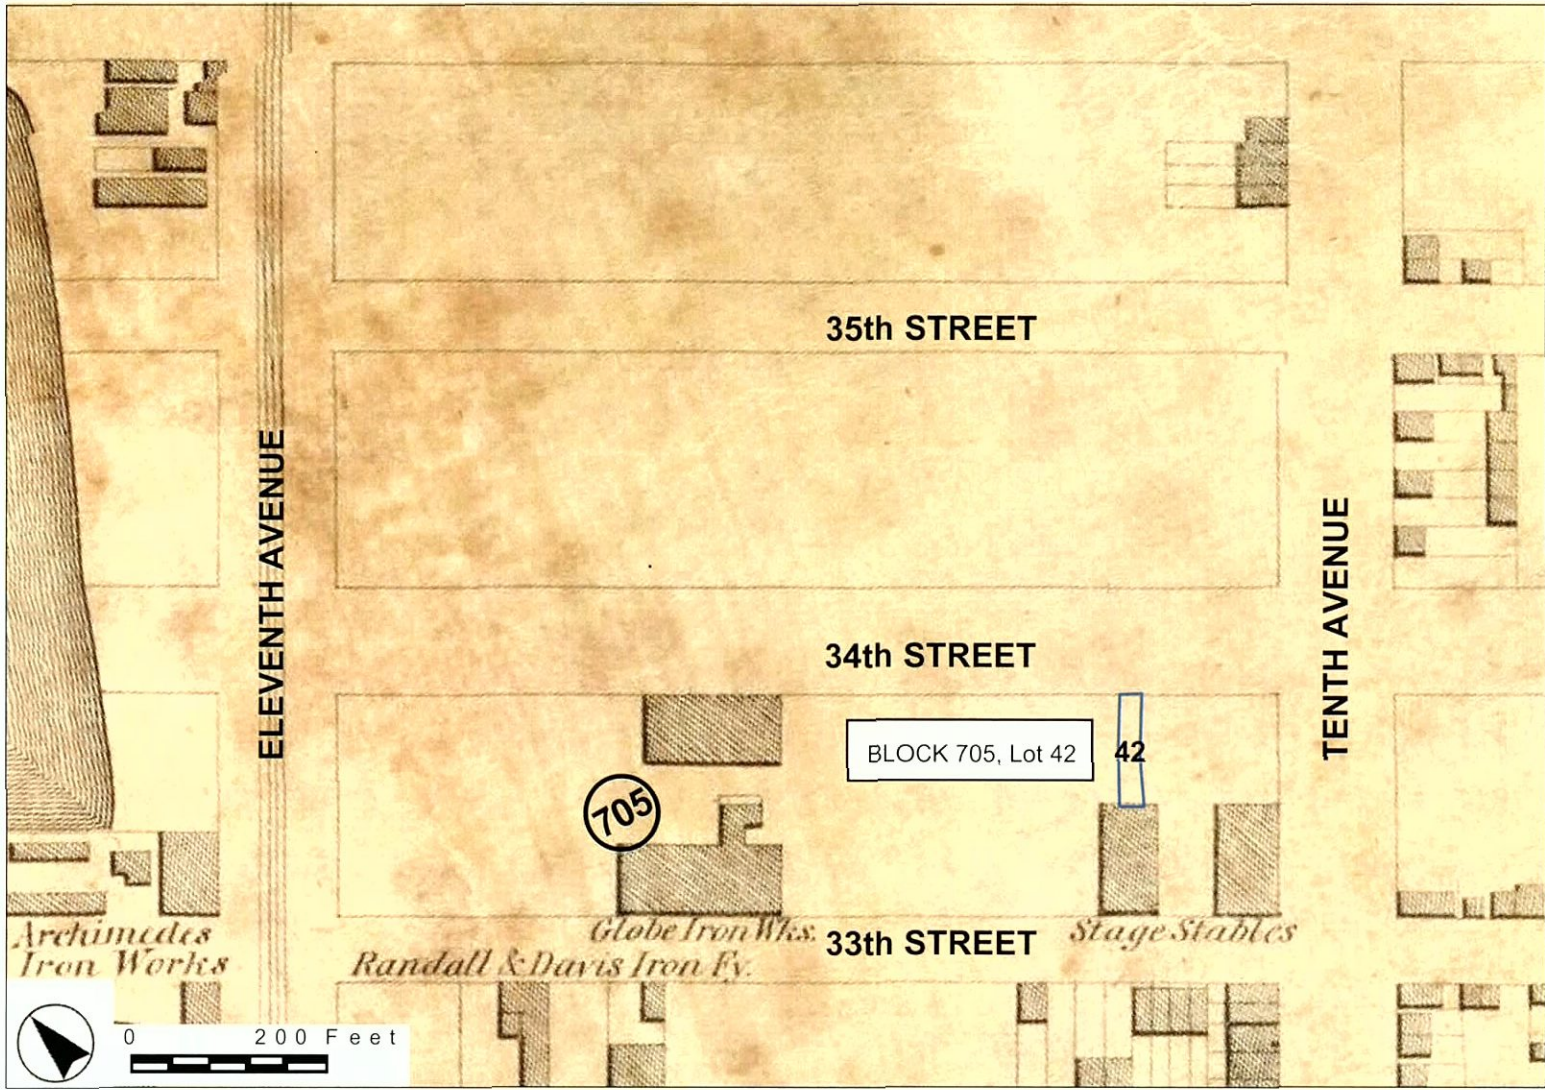 35th STREET
ELEVENTH AVENUE
TENTH AVENUE
34th STREET
BLOCK 705, Lot 42
42
705
Archimedes
Iron Works
Globe Iron Wks.
33th STREET
Stage Stables
Randall & Davis Iron Fy.
0 200 Feet